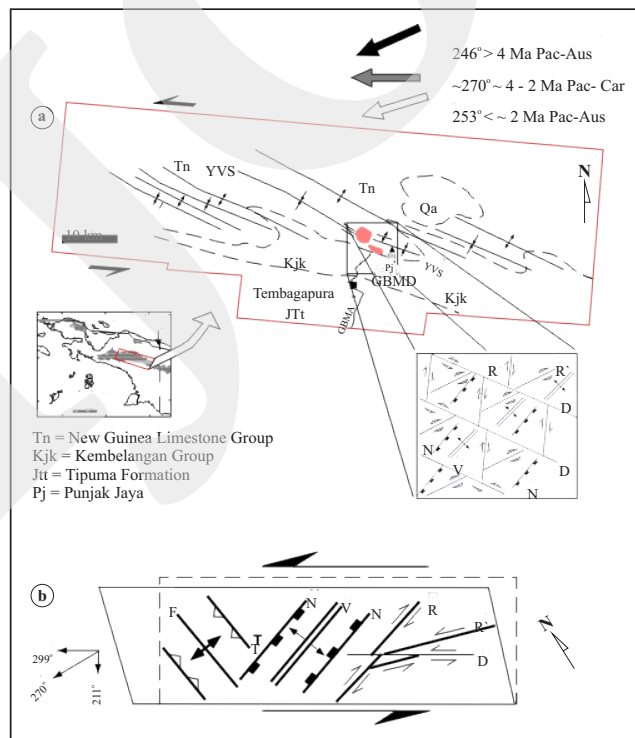 246° > 4 Ma Pac-Aus
~270° ~ 4 - 2 Ma Pac- Car
253° < ~ 2 Ma Pac-Aus
a
N
Tn
YVS
Tn
Qa
10 km
Kjk
Pj
YVS
GBMD
Tembagapura
Kjk
JTt
GBMA
R
R`
D
N
V
D
N
Tn = New Guinea Limestone Group
Kjk = Kembelangan Group
Jtt = Tipuma Formation
Pj = Punjak Jaya
b
F
T
T
N
V
N
R
R`
D
N
299°
270°
211°